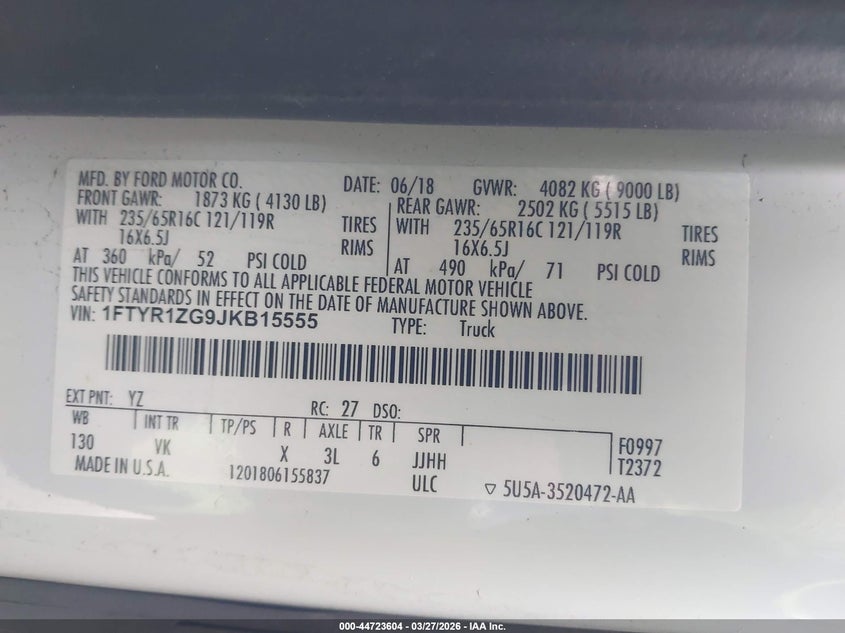 MFD. BY FORD MOTOR CO. DATE: 06/18 GVWR: 4082 KG ( 9000 LB)
FRONT GAWR: 1873 KG ( 4130 LB) REAR GAWR: 2502 KG ( 5515 LB)
WITH 235/65R16C 121/119R TIRES WITH 235/65R16C 121/119R TIRES
16X6.5J RIMS 16X6.5J RIMS
AT 360 kPa/ 52 PSI COLD AT 490 kPa/ 71 PSI COLD
THIS VEHICLE CONFORMS TO ALL APPLICABLE FEDERAL MOTOR VEHICLE
SAFETY STANDARDS IN EFFECT ON THE DATE OF MANUFACTURE SHOWN ABOVE.
VIN: 1FTYR1ZG9JKB15555 TYPE: Truck
EXT PNT: YZ RC: 27 DSO:
WB INT TR TP/PS R AXLE TR SPR F0997
130 VK X 3L 6 JJHH T2372
MADE IN U.S.A. 1201806155837 ULC ▽ 5U5A-3520472-AA
000-44723604 - 03/27/2026 - IAA Inc.